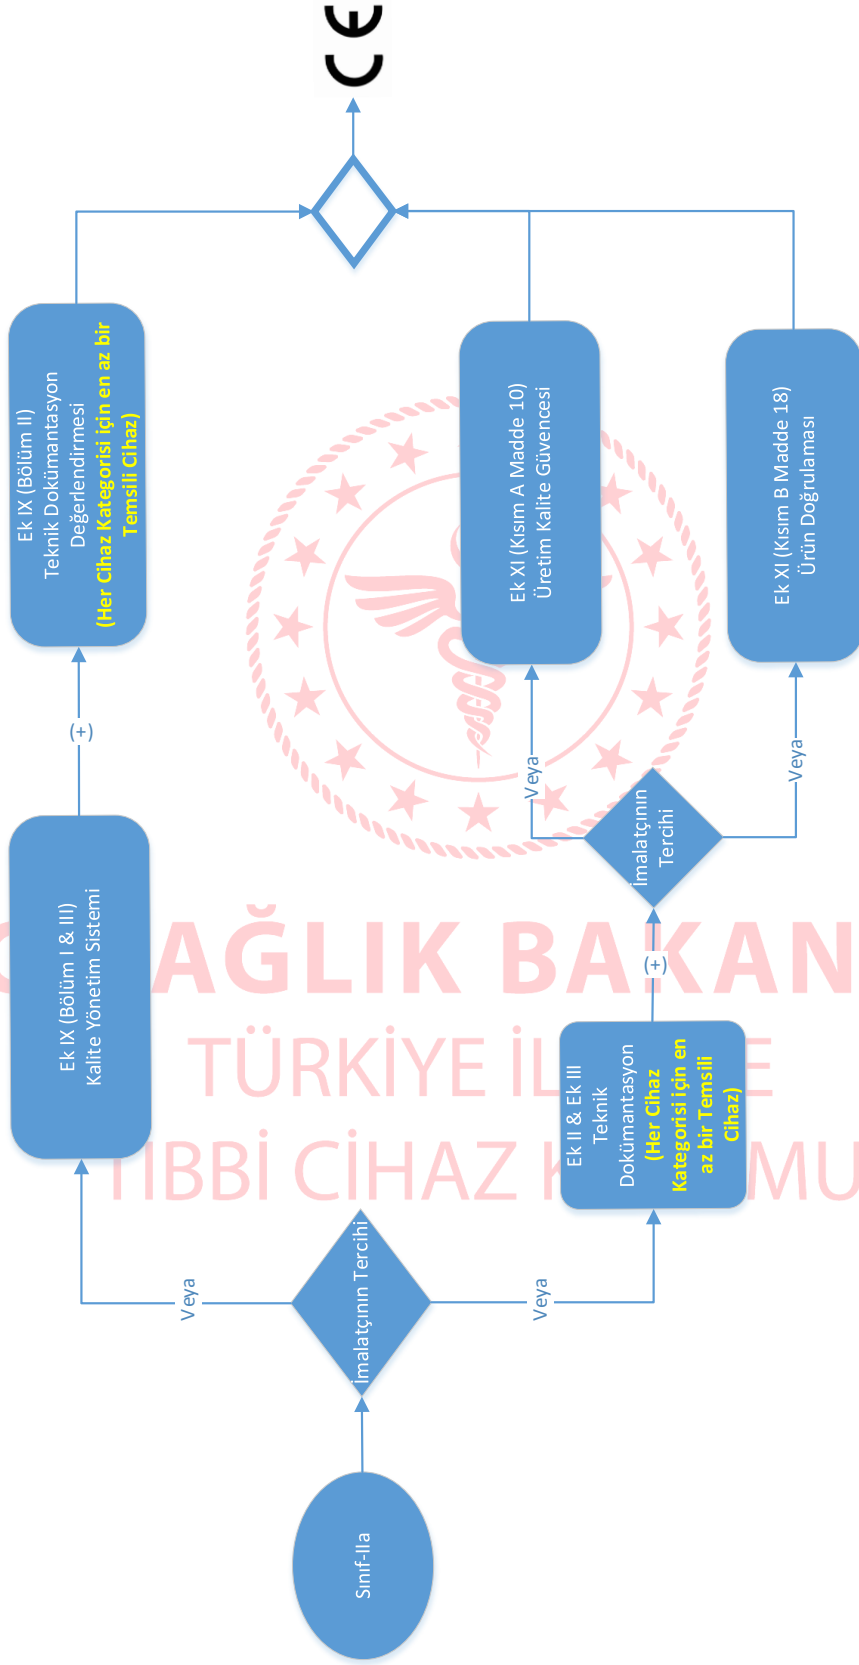 Sınıf-IIa
İmalatçının Tercihi
Veya
Veya
Ek IX (Bölüm I & III)
Kalite Yönetim Sistemi
(+)
Ek IX (Bölüm II)
Teknik Dokümantasyon
Değerlendirmesi
(Her Cihaz Kategorisi için en az bir
Temsili Cihaz)
Ek II & Ek III
Teknik
Dokümantasyon
(Her Cihaz
Kategorisi için en
az bir Temsili
Cihaz)
(+)
İmalatçının
Tercihi
Veya
Veya
Ek XI (Kısım A Madde 10)
Üretim Kalite Güvencesi
Ek XI (Kısım B Madde 18)
Ürün Doğrulaması
CE
AĞLIK BAKAN
TÜRKİYE İL E
TIBBİ CİHAZ K MU